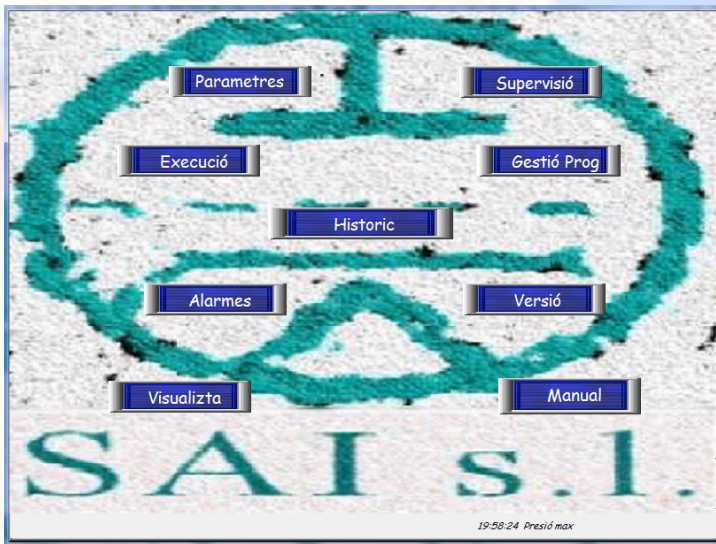 Parametres
Supervisió
Execució
Gestió Prog
Historic
Alarmes
Versió
Visualizta
Manual
SAI s.l.
19:58:24 Presió max